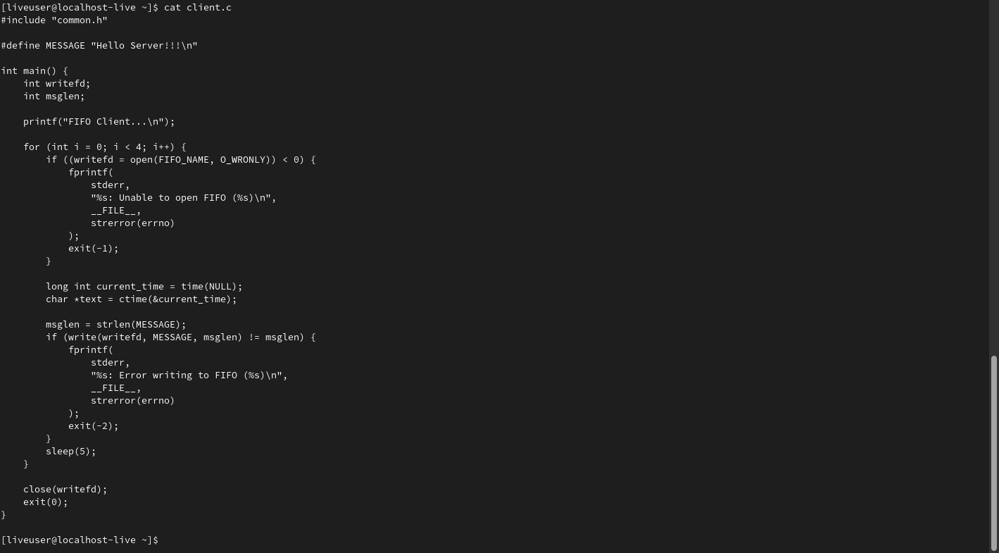 [liveuser@localhost-live ~]$ cat client.c
#include "common.h"

#define MESSAGE "Hello Server!!!\n"

int main() {
    int writefd;
    int msglen;

    printf("FIFO Client...\n");

    for (int i = 0; i < 4; i++) {
        if ((writefd = open(FIFO_NAME, O_WRONLY)) < 0) {
            fprintf(
                stderr,
                "%s: Unable to open FIFO (%s)\n",
                __FILE__,
                strerror(errno)
            );
            exit(-1);
        }

        long int current_time = time(NULL);
        char *text = ctime(&current_time);

        msglen = strlen(MESSAGE);
        if (write(writefd, MESSAGE, msglen) != msglen) {
            fprintf(
                stderr,
                "%s: Error writing to FIFO (%s)\n",
                __FILE__,
                strerror(errno)
            );
            exit(-2);
        }
        sleep(5);
    }

    close(writefd);
    exit(0);
}

[liveuser@localhost-live ~]$